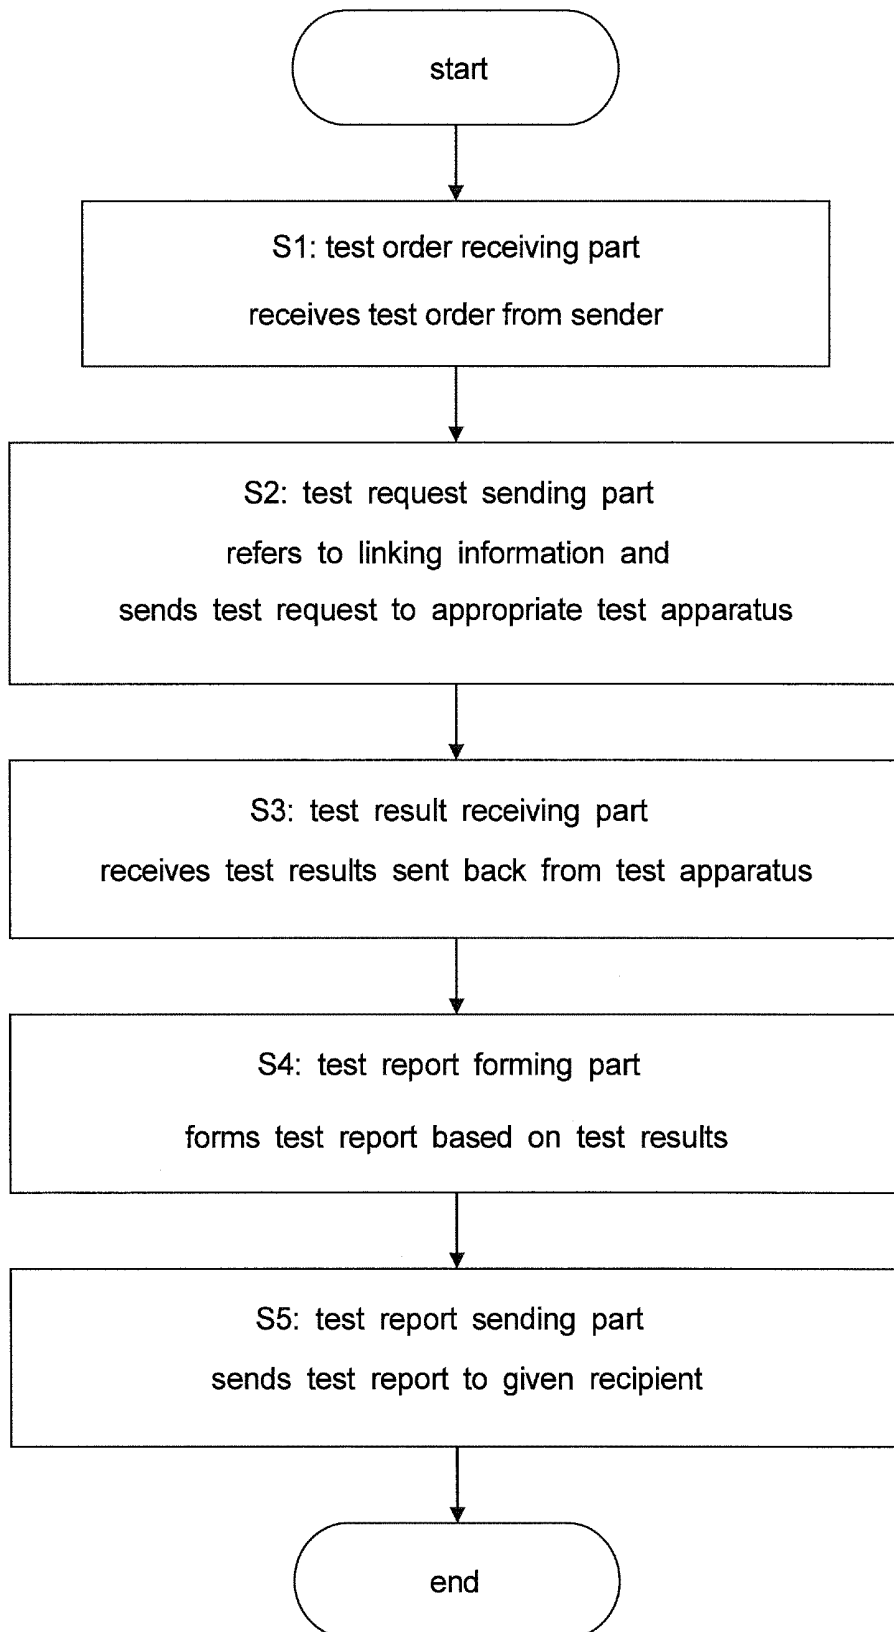 start
S1: test order receiving part
receives test order from sender
S2: test request sending part
refers to linking information and
sends test request to appropriate test apparatus
S3: test result receiving part
receives test results sent back from test apparatus
S4: test report forming part
forms test report based on test results
S5: test report sending part
sends test report to given recipient
end